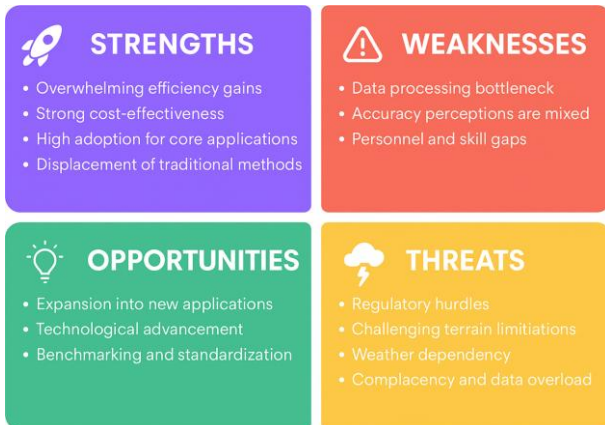 STRENGTHS
• Overwhelming efficiency gains
• Strong cost-effectiveness
• High adoption for core applications
• Displacement of traditional methods
WEAKNESSES
• Data processing bottleneck
• Accuracy perceptions are mixed
• Personnel and skill gaps
OPPORTUNITIES
• Expansion into new applications
• Technological advancement
• Benchmarking and standardization
THREATS
• Regulatory hurdles
• Challenging terrain limitiations
• Weather dependency
• Complacency and data overload